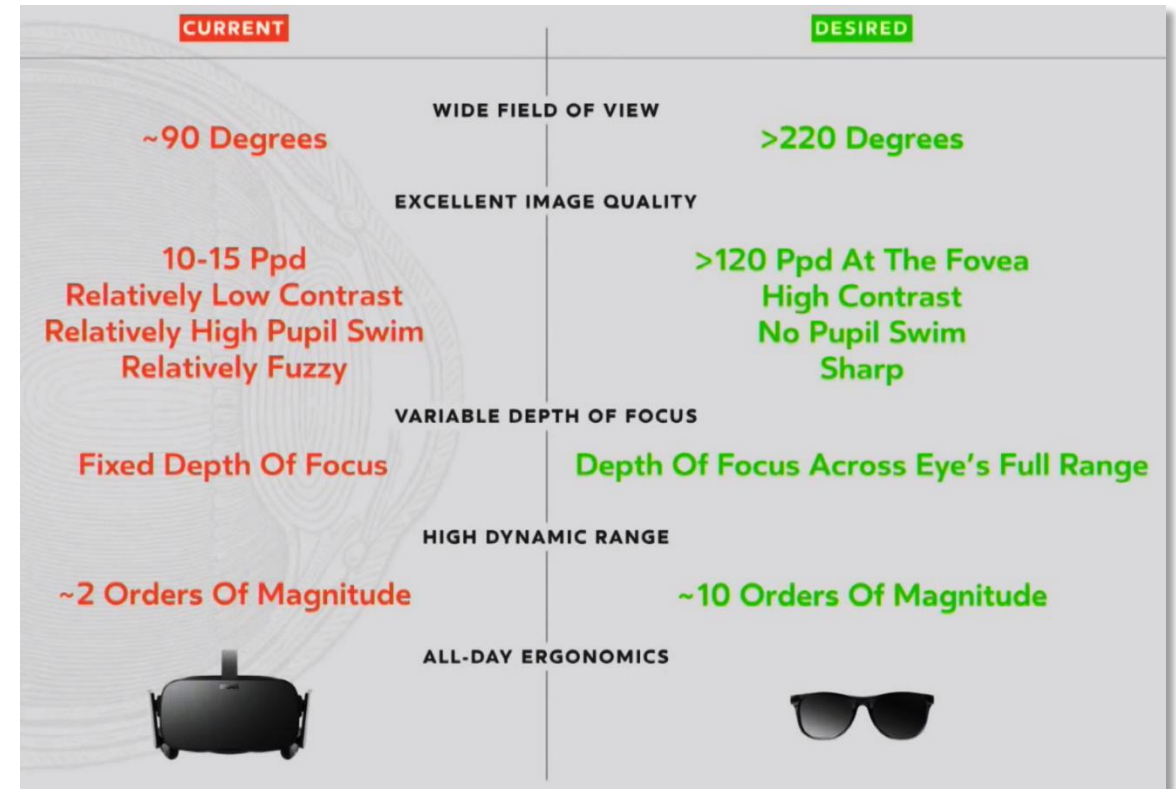 CURRENT
DESIRED
WIDE FIELD OF VIEW
~90 Degrees
>220 Degrees
EXCELLENT IMAGE QUALITY
10-15 Ppd
Relatively Low Contrast
Relatively High Pupil Swim
Relatively Fuzzy
>120 Ppd At The Fovea
High Contrast
No Pupil Swim
Sharp
VARIABLE DEPTH OF FOCUS
Fixed Depth Of Focus
Depth Of Focus Across Eye's Full Range
HIGH DYNAMIC RANGE
~2 Orders Of Magnitude
~10 Orders Of Magnitude
ALL-DAY ERGONOMICS